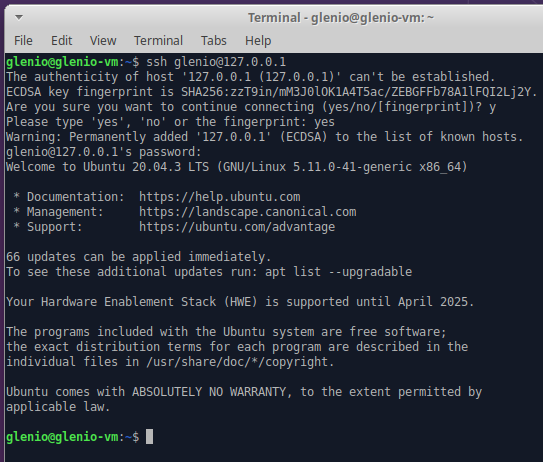 Terminal - glenio@glenio-vm: ~
File Edit View Terminal Tabs Help
glenio@glenio-vm:~$ ssh glenio@127.0.0.1
The authenticity of host '127.0.0.1 (127.0.0.1)' can't be established.
ECDSA key fingerprint is SHA256:zzT9in/mM3J0lOK1A4T5ac/ZEBGFFb78A1lFQI2Lj2Y.
Are you sure you want to continue connecting (yes/no/[fingerprint])? y
Please type 'yes', 'no' or the fingerprint: yes
Warning: Permanently added '127.0.0.1' (ECDSA) to the list of known hosts.
glenio@127.0.0.1's password:
Welcome to Ubuntu 20.04.3 LTS (GNU/Linux 5.11.0-41-generic x86_64)
* Documentation: https://help.ubuntu.com
* Management: https://landscape.canonical.com
* Support: https://ubuntu.com/advantage
66 updates can be applied immediately.
To see these additional updates run: apt list --upgradable
Your Hardware Enablement Stack (HWE) is supported until April 2025.
The programs included with the Ubuntu system are free software;
the exact distribution terms for each program are described in the
individual files in /usr/share/doc/*/copyright.
Ubuntu comes with ABSOLUTELY NO WARRANTY, to the extent permitted by
applicable law.
glenio@glenio-vm:~$